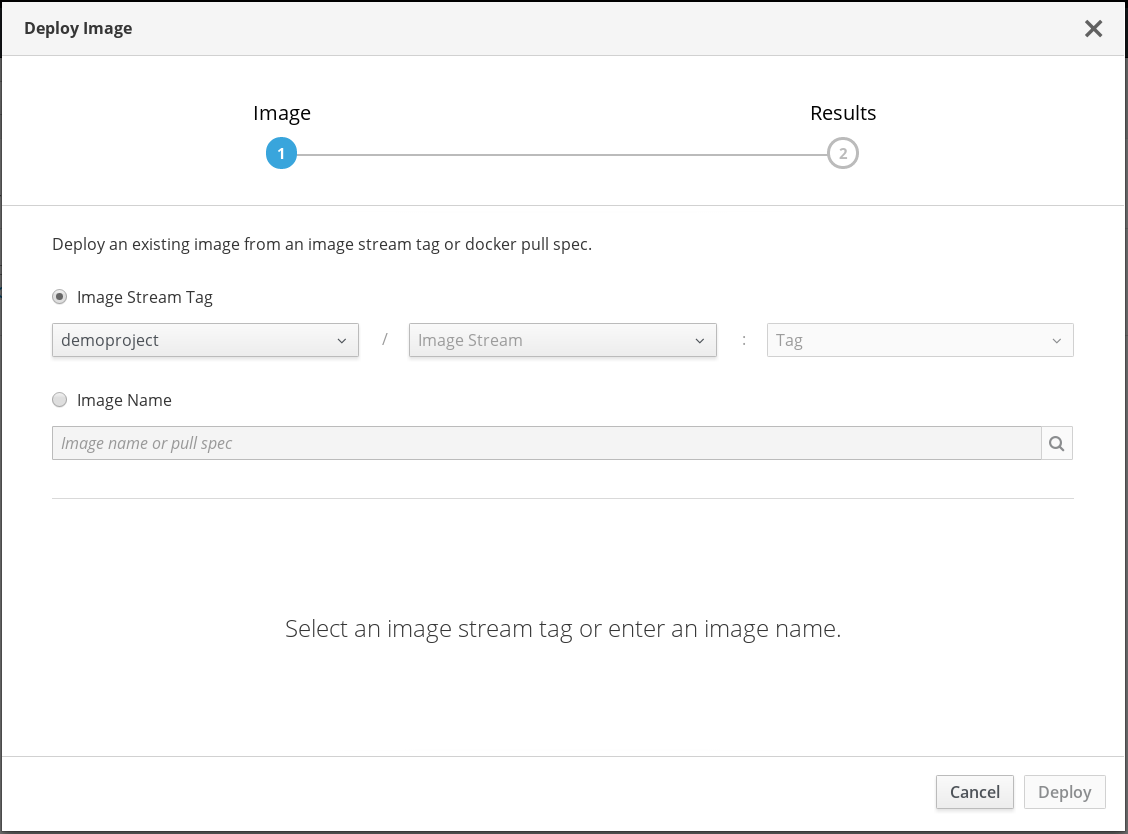 Deploy Image
Image Results
1 2
Deploy an existing image from an image stream tag or docker pull spec.
Image Stream Tag
demoproject / Image Stream : Tag
Image Name
Image name or pull spec
Select an image stream tag or enter an image name.
Cancel Deploy